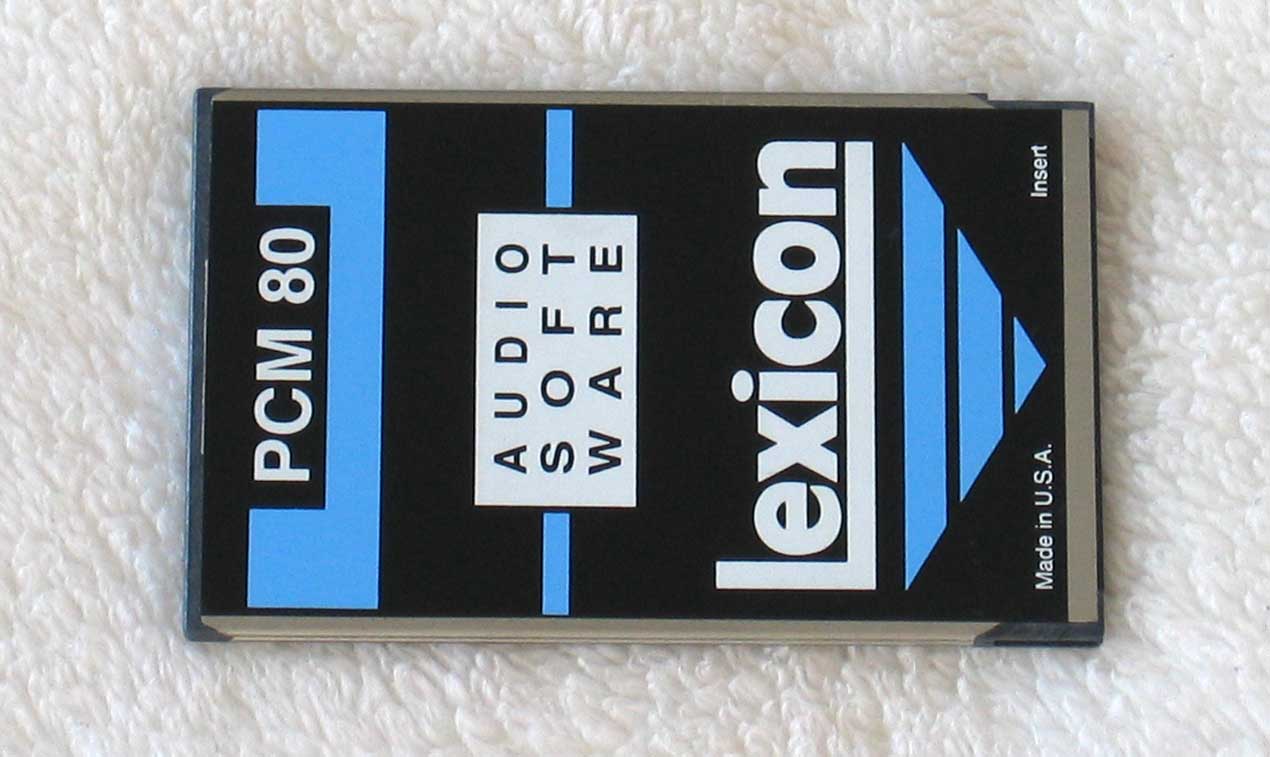 PCM 80
AUDIO
SOFT
WARE
Lexicon
Made in U.S.A.
Insert